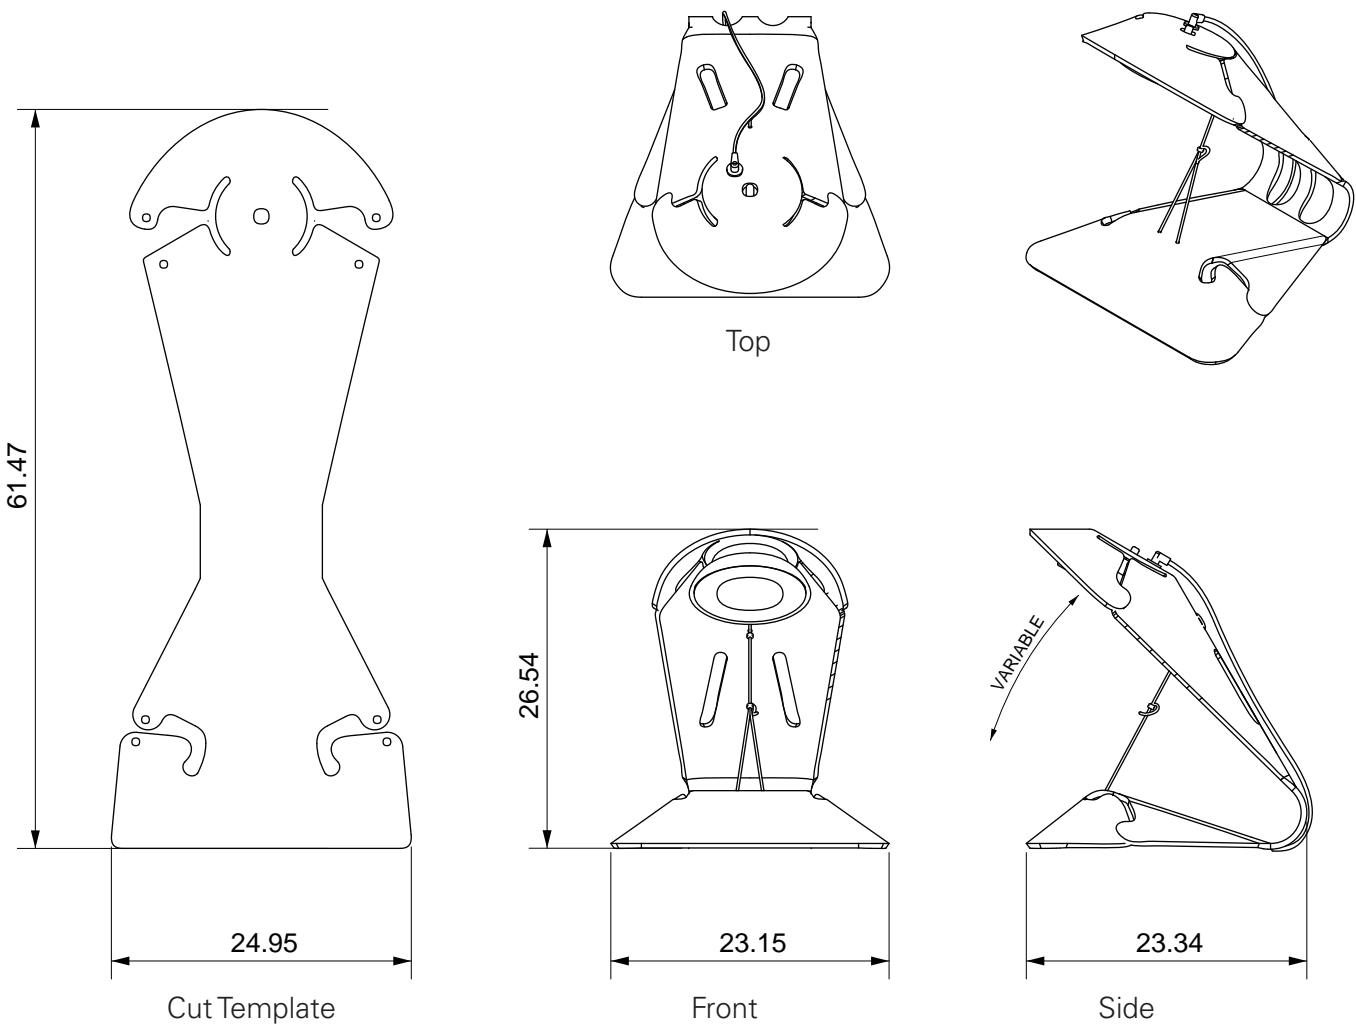 Top
61.47
26.54
VARIABLE
24.95
23.15
23.34
Cut Template
Front
Side